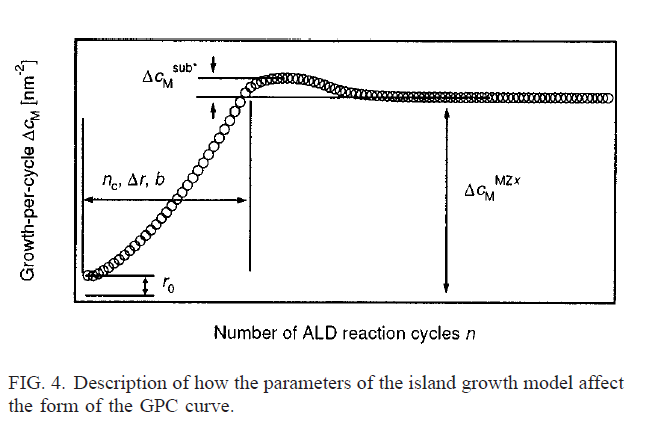 Growth-per-cycle Δc_M [nm⁻²]
Δc_M^sub*
n_c, Δr, b
Δc_M^MZx
r_0
Number of ALD reaction cycles n
FIG. 4. Description of how the parameters of the island growth model affect
the form of the GPC curve.